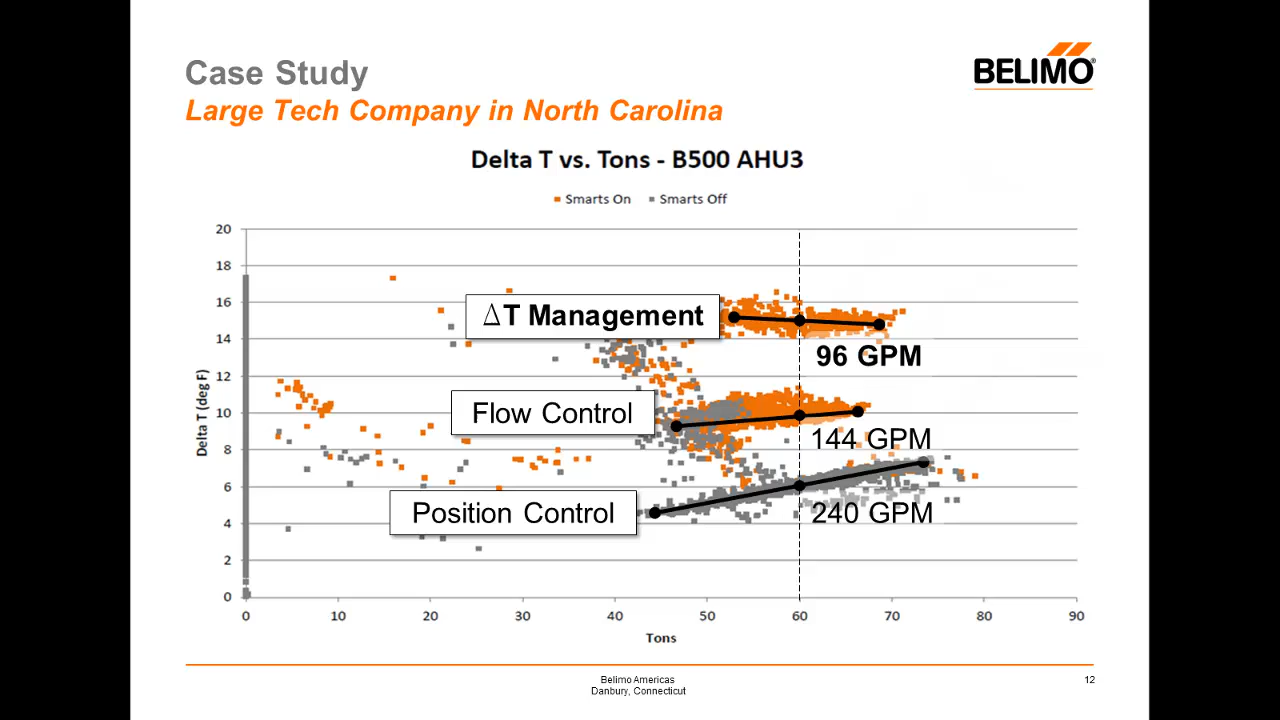 Case Study
BELIMO®
Large Tech Company in North Carolina
Delta T vs. Tons - B500 AHU3
Smarts On
Smarts Off
20
18
16
14
12
10
8
6
4
2
0
Delta T (deg F)
ΔT Management
96 GPM
Flow Control
144 GPM
Position Control
240 GPM
0 10 20 30 40 50 60 70 80 90
Tons
Belimo Americas
Danbury, Connecticut
12